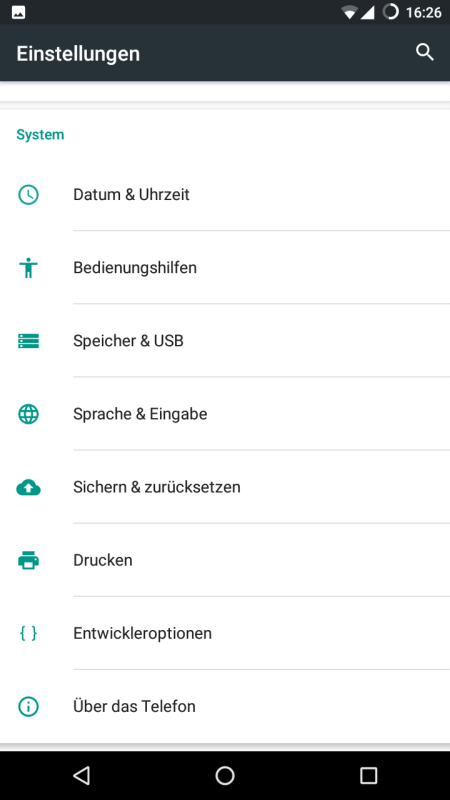 16:26
Einstellungen
System
Datum & Uhrzeit
Bedienungshilfen
Speicher & USB
Sprache & Eingabe
Sichern & zurücksetzen
Drucken
{ } Entwickleroptionen
Über das Telefon